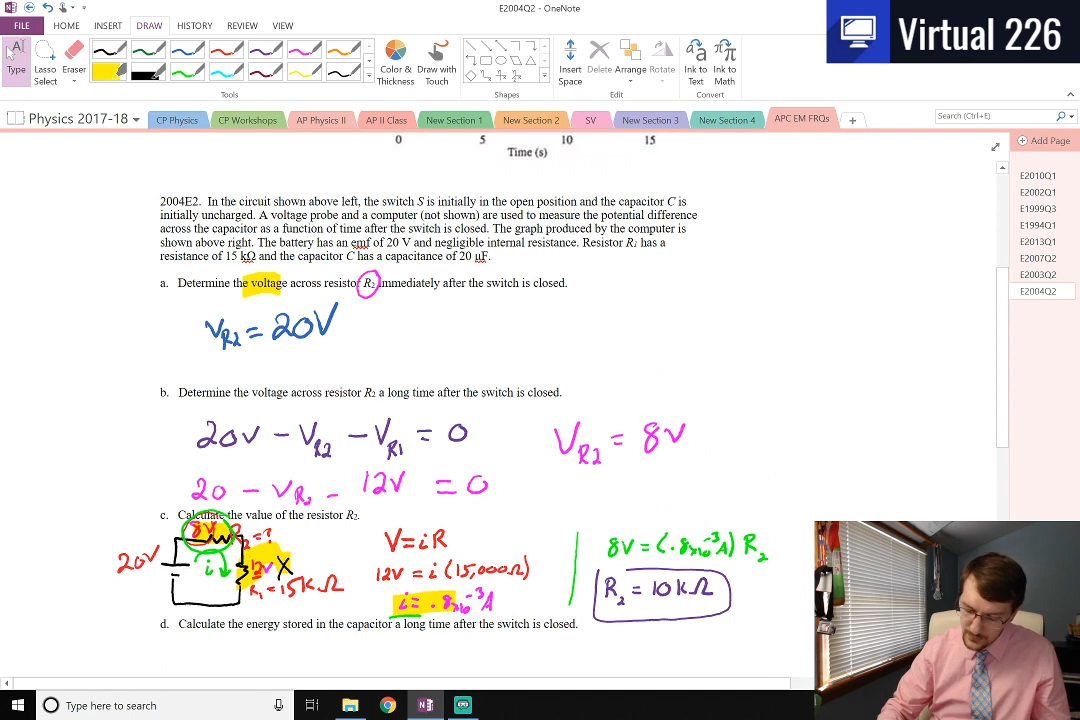 E2004Q2 - OneNote
Virtual 226
FILE HOME INSERT DRAW HISTORY REVIEW VIEW
Type Lasso Select Eraser
Color & Thickness Draw with Touch
Insert Space Delete Arrange Rotate
Ink to Text Ink to Math
Tools Shapes Edit Convert
Physics 2017-18 CP Physics CP Workshops AP Physics II AP II Class New Section 1 New Section 2 SV New Section 3 New Section 4 APC EM FRQs + Search (Ctrl+E)
Add Page
E2010Q1
E2002Q1
E1999Q3
E1994Q1
E2013Q1
E2007Q2
E2003Q2
E2004Q2
0 5 10 15
Time (s)
2004E2. In the circuit shown above left, the switch S is initially in the open position and the capacitor C is
initially uncharged. A voltage probe and a computer (not shown) are used to measure the potential difference
across the capacitor as a function of time after the switch is closed. The graph produced by the computer is
shown above right. The battery has an emf of 20 V and negligible internal resistance. Resistor R1 has a
resistance of 15 kΩ and the capacitor C has a capacitance of 20 μF.
a. Determine the voltage across resistor R2 immediately after the switch is closed.
VR2 = 20V
b. Determine the voltage across resistor R2 a long time after the switch is closed.
20V - VR2 - VR1 = 0
VR2 = 8V
20 - VR2 - 12V = 0
c. Calculate the value of the resistor R2.
8V R2 = ?
20V
i
12V
R1 = 15KΩ
V = iR
12V = i (15,000Ω)
i = .8x10-3 A
8V = (.8x10-3 A) R2
R2 = 10KΩ
d. Calculate the energy stored in the capacitor a long time after the switch is closed.
Type here to search